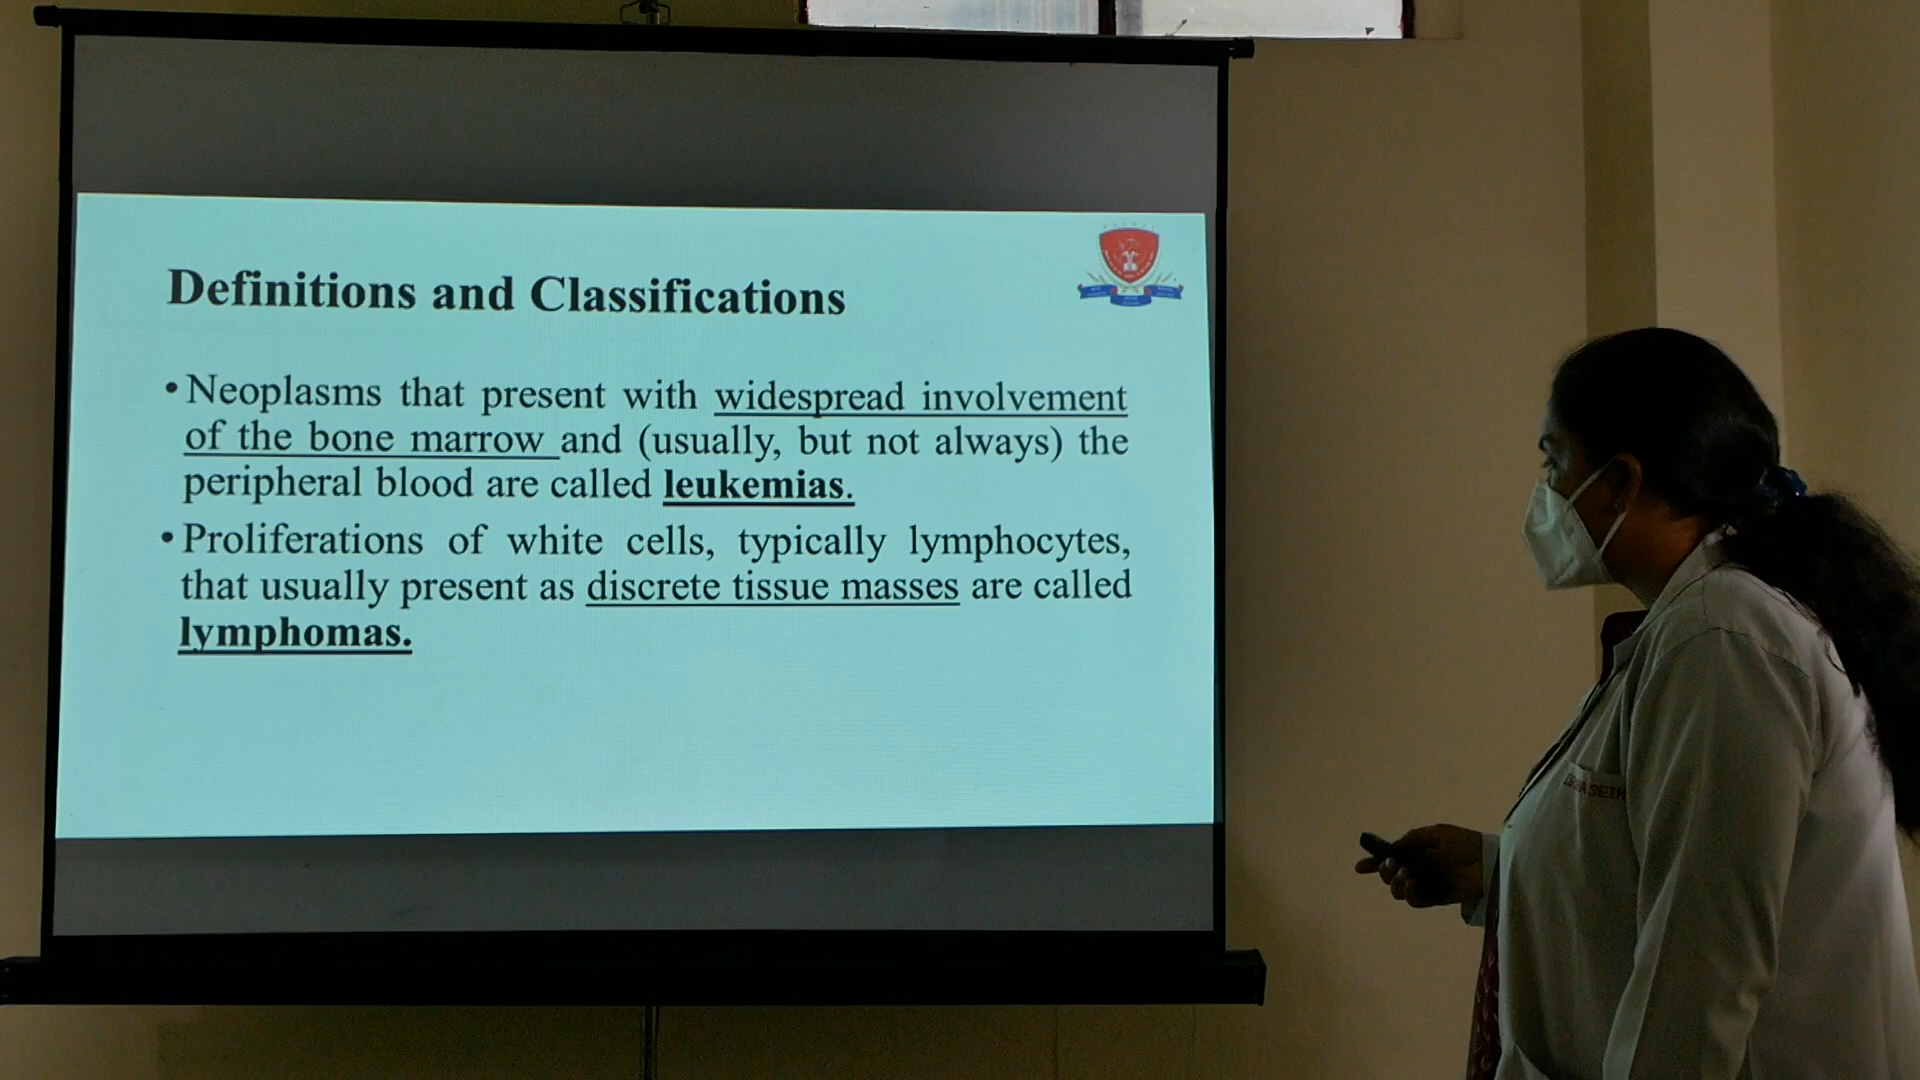 Definitions and Classifications
• Neoplasms that present with widespread involvement
of the bone marrow and (usually, but not always) the
peripheral blood are called leukemias.
• Proliferations of white cells, typically lymphocytes,
that usually present as discrete tissue masses are called
lymphomas.